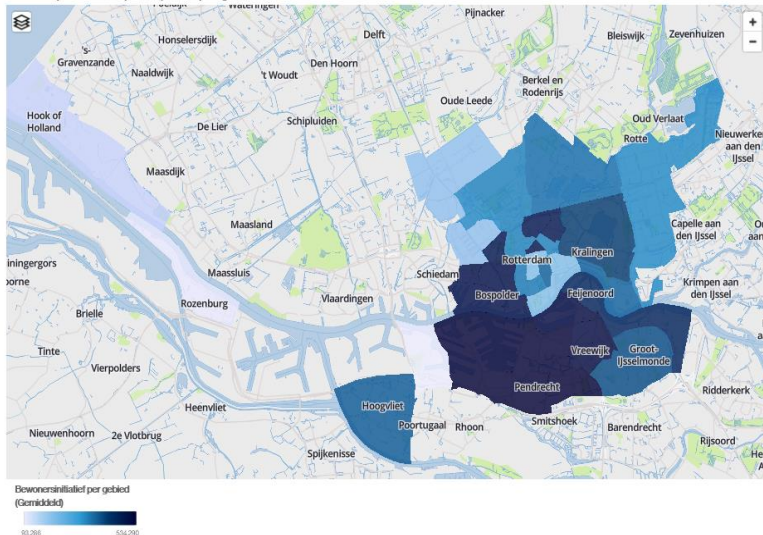 Wateringen
Pijnacker
Honselersdijk
Delft
Bleiswijk
Zevenhuizen
's-
Gravenzande
Naaldwijk
't Woudt
Den Hoorn
Berkel en
Rodenrijs
Oude Leede
Hook of
Holland
De Lier
Schipluiden
Oud Verlaat
Rotte
Nieuwerkerk
aan den
IJssel
Maasdijk
Maasland
Capelle aan
den IJssel
Kralingen
Rotterdam
Maassluis
Schiedam
Krimpen aan
den IJssel
Rozenburg
Vlaardingen
Bospolder
Feijenoord
Brielle
Tinte
Vreewijk
Groot-
IJsselmonde
Vierpolders
Pendrecht
Ridderkerk
Heenvliet
Hoogvliet
Smitshoek
Nieuwenhoorn
2e Vlotbrug
Poortugaal
Rhoon
Barendrecht
Rijsoord
Spijkenisse
Bewonersinitiatief per gebied
(Gemiddeld)